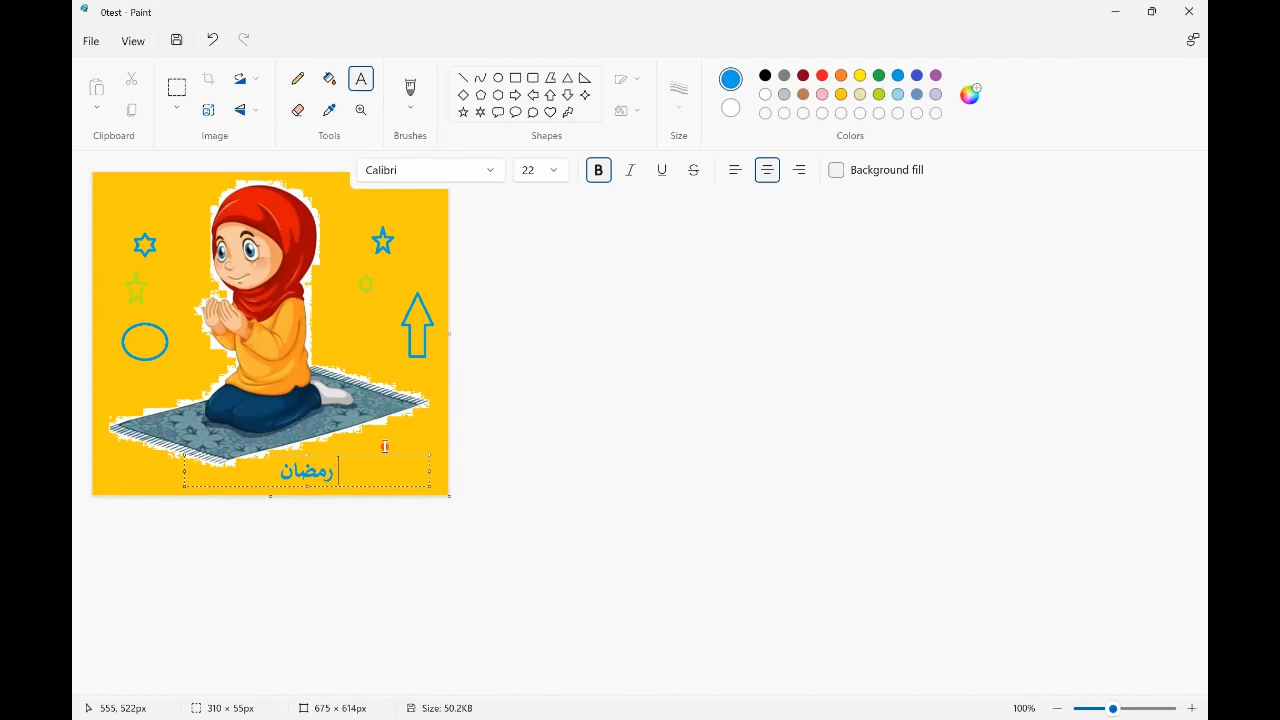 0test - Paint
File View
Clipboard Image Tools Brushes Shapes Size Colors
Calibri 22 B I U S Background fill
رمضان
555, 522px 310 × 55px 675 × 614px Size: 50.2KB 100%